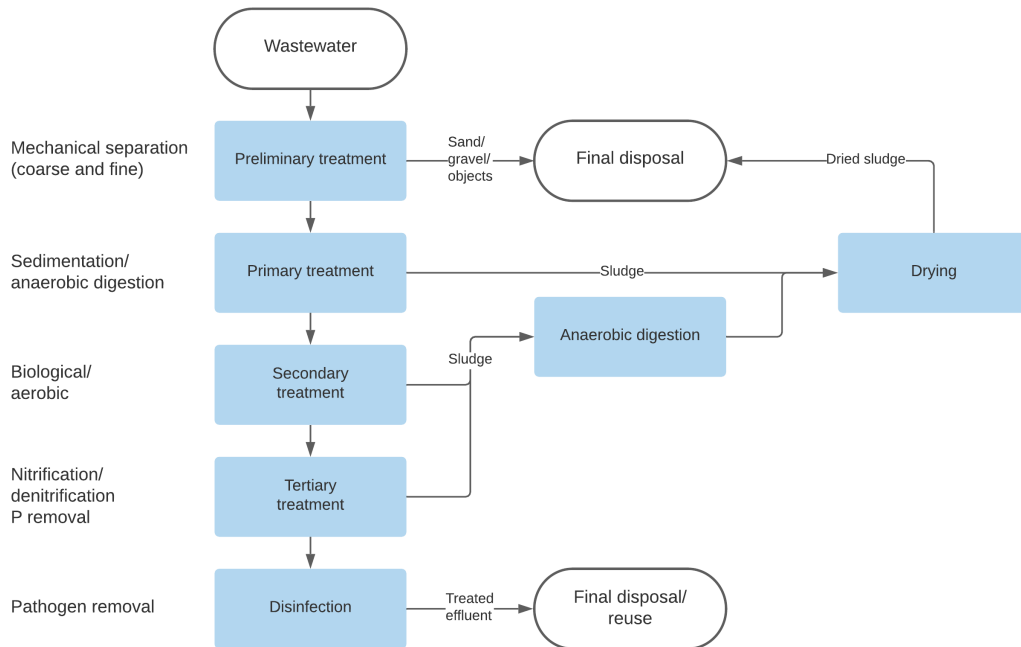 Wastewater
Mechanical separation
(coarse and fine)
Preliminary treatment
Sand/
gravel/
objects
Final disposal
Dried sludge
Sedimentation/
anaerobic digestion
Primary treatment
Sludge
Drying
Anaerobic digestion
Biological/
aerobic
Secondary
treatment
Sludge
Nitrification/
denitrification
P removal
Tertiary
treatment
Pathogen removal
Disinfection
Treated
effluent
Final disposal/
reuse